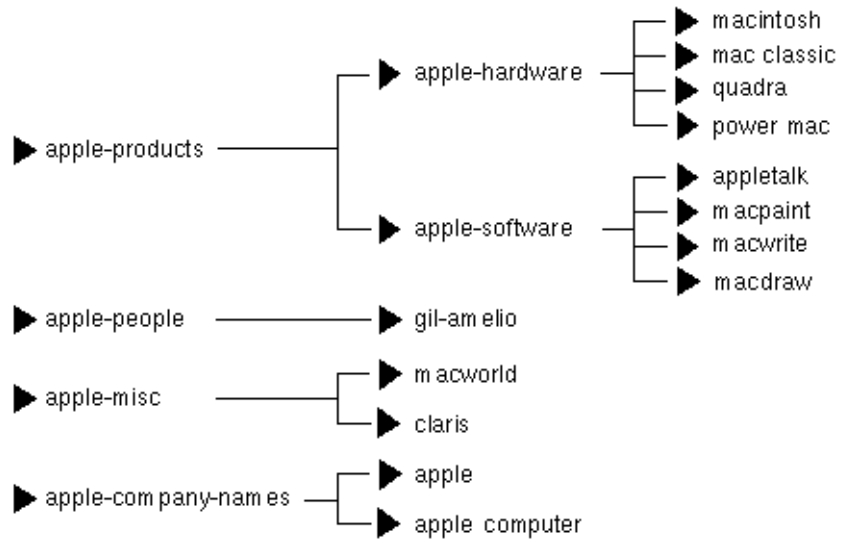 apple-products
apple-hardware
macintosh
mac classic
quadra
power mac
apple-software
appletalk
macpaint
macwrite
macdraw
apple-people
gil-amelio
apple-misc
macworld
claris
apple-company-names
apple
apple computer